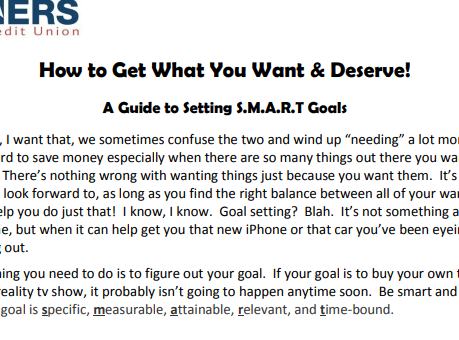 NERS
edit Union
How to Get What You Want & Deserve!
A Guide to Setting S.M.A.R.T Goals
, I want that, we sometimes confuse the two and wind up “needing” a lot mor
rd to save money especially when there are so many things out there you wa
There’s nothing wrong with wanting things just because you want them.  It’s
look forward to, as long as you find the right balance between all of your wan
elp you do just that!  I know, I know.  Goal setting?  Blah.  It’s not something a
e, but when it can help get you that new iPhone or that car you’ve been eyein
g out.
ing you need to do is to figure out your goal.  If your goal is to buy your own t
reality tv show, it probably isn’t going to happen anytime soon.  Be smart and
goal is specific, measurable, attainable, relevant, and time-bound.